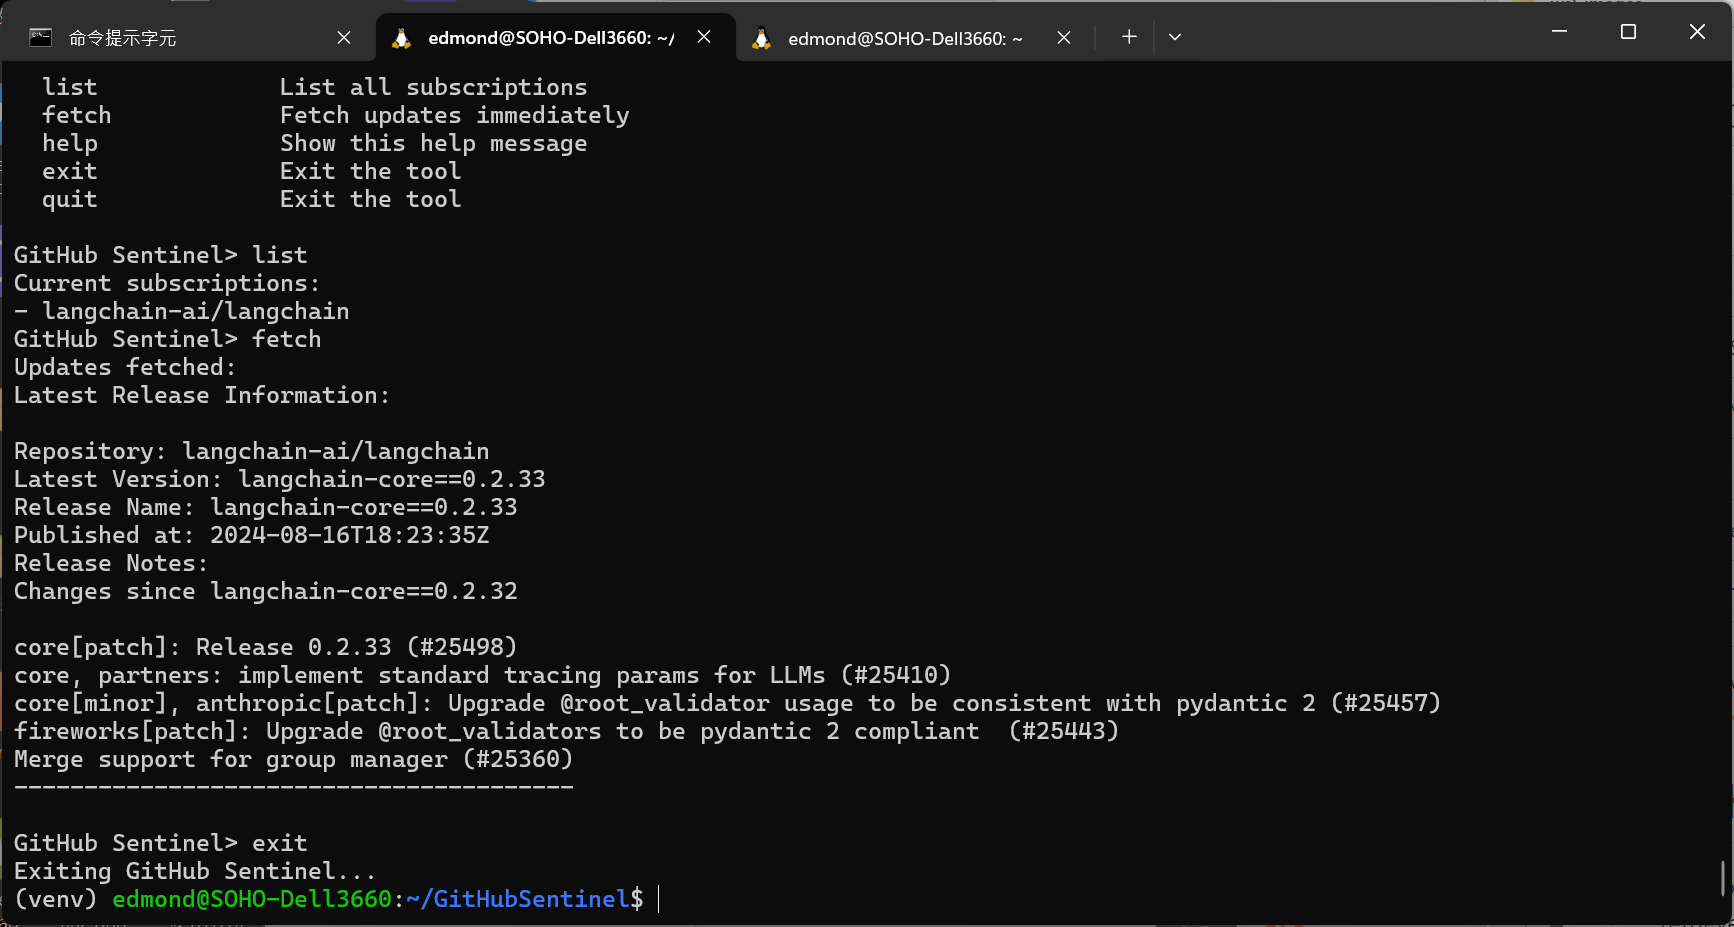 命令提示字元
edmond@SOHO-Dell3660: ~/
edmond@SOHO-Dell3660: ~
list List all subscriptions
fetch Fetch updates immediately
help Show this help message
exit Exit the tool
quit Exit the tool
GitHub Sentinel> list
Current subscriptions:
- langchain-ai/langchain
GitHub Sentinel> fetch
Updates fetched:
Latest Release Information:
Repository: langchain-ai/langchain
Latest Version: langchain-core==0.2.33
Release Name: langchain-core==0.2.33
Published at: 2024-08-16T18:23:35Z
Release Notes:
Changes since langchain-core==0.2.32
core[patch]: Release 0.2.33 (#25498)
core, partners: implement standard tracing params for LLMs (#25410)
core[minor], anthropic[patch]: Upgrade @root_validator usage to be consistent with pydantic 2 (#25457)
fireworks[patch]: Upgrade @root_validators to be pydantic 2 compliant  (#25443)
Merge support for group manager (#25360)
----------------------------------------
GitHub Sentinel> exit
Exiting GitHub Sentinel...
(venv) edmond@SOHO-Dell3660:~/GitHubSentinel$